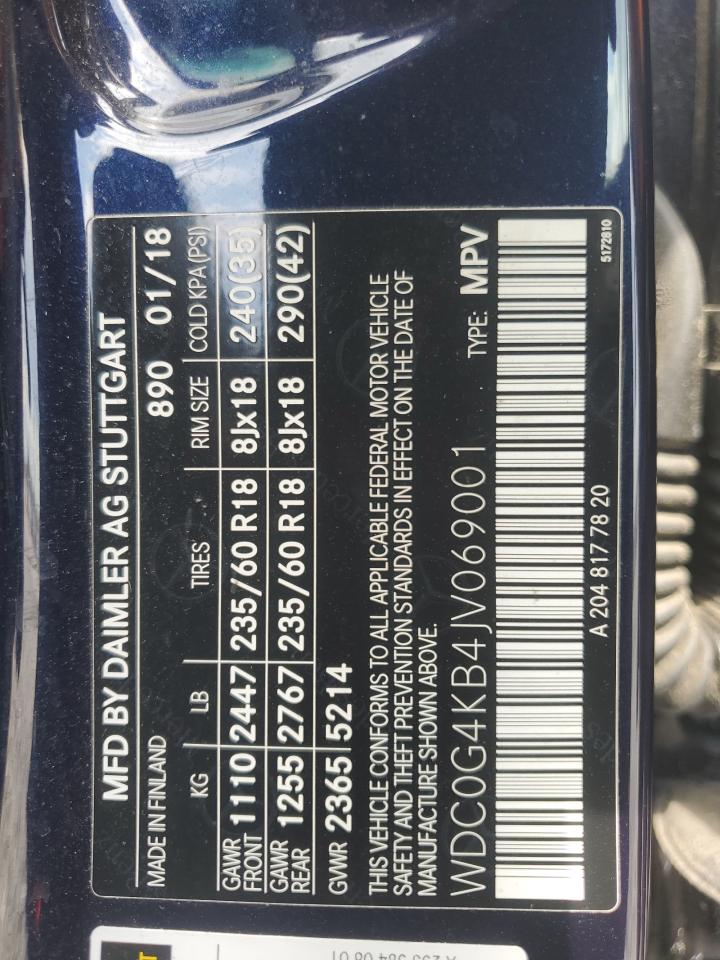 MFD BY DAIMLER AG STUTTGART
MADE IN FINLAND 890 01/18
KG LB TIRES RIM SIZE COLD KPA (PSI)
GAWR FRONT 1110 2447 235/60 R18 8Jx18 240(35)
GAWR REAR 1255 2767 235/60 R18 8Jx18 290(42)
GVWR 2365 5214
THIS VEHICLE CONFORMS TO ALL APPLICABLE FEDERAL MOTOR VEHICLE
SAFETY AND THEFT PREVENTION STANDARDS IN EFFECT ON THE DATE OF
MANUFACTURE SHOWN ABOVE.
WDC0G4KB4JV069001 TYPE: MPV
A 204 817 78 20 5172810